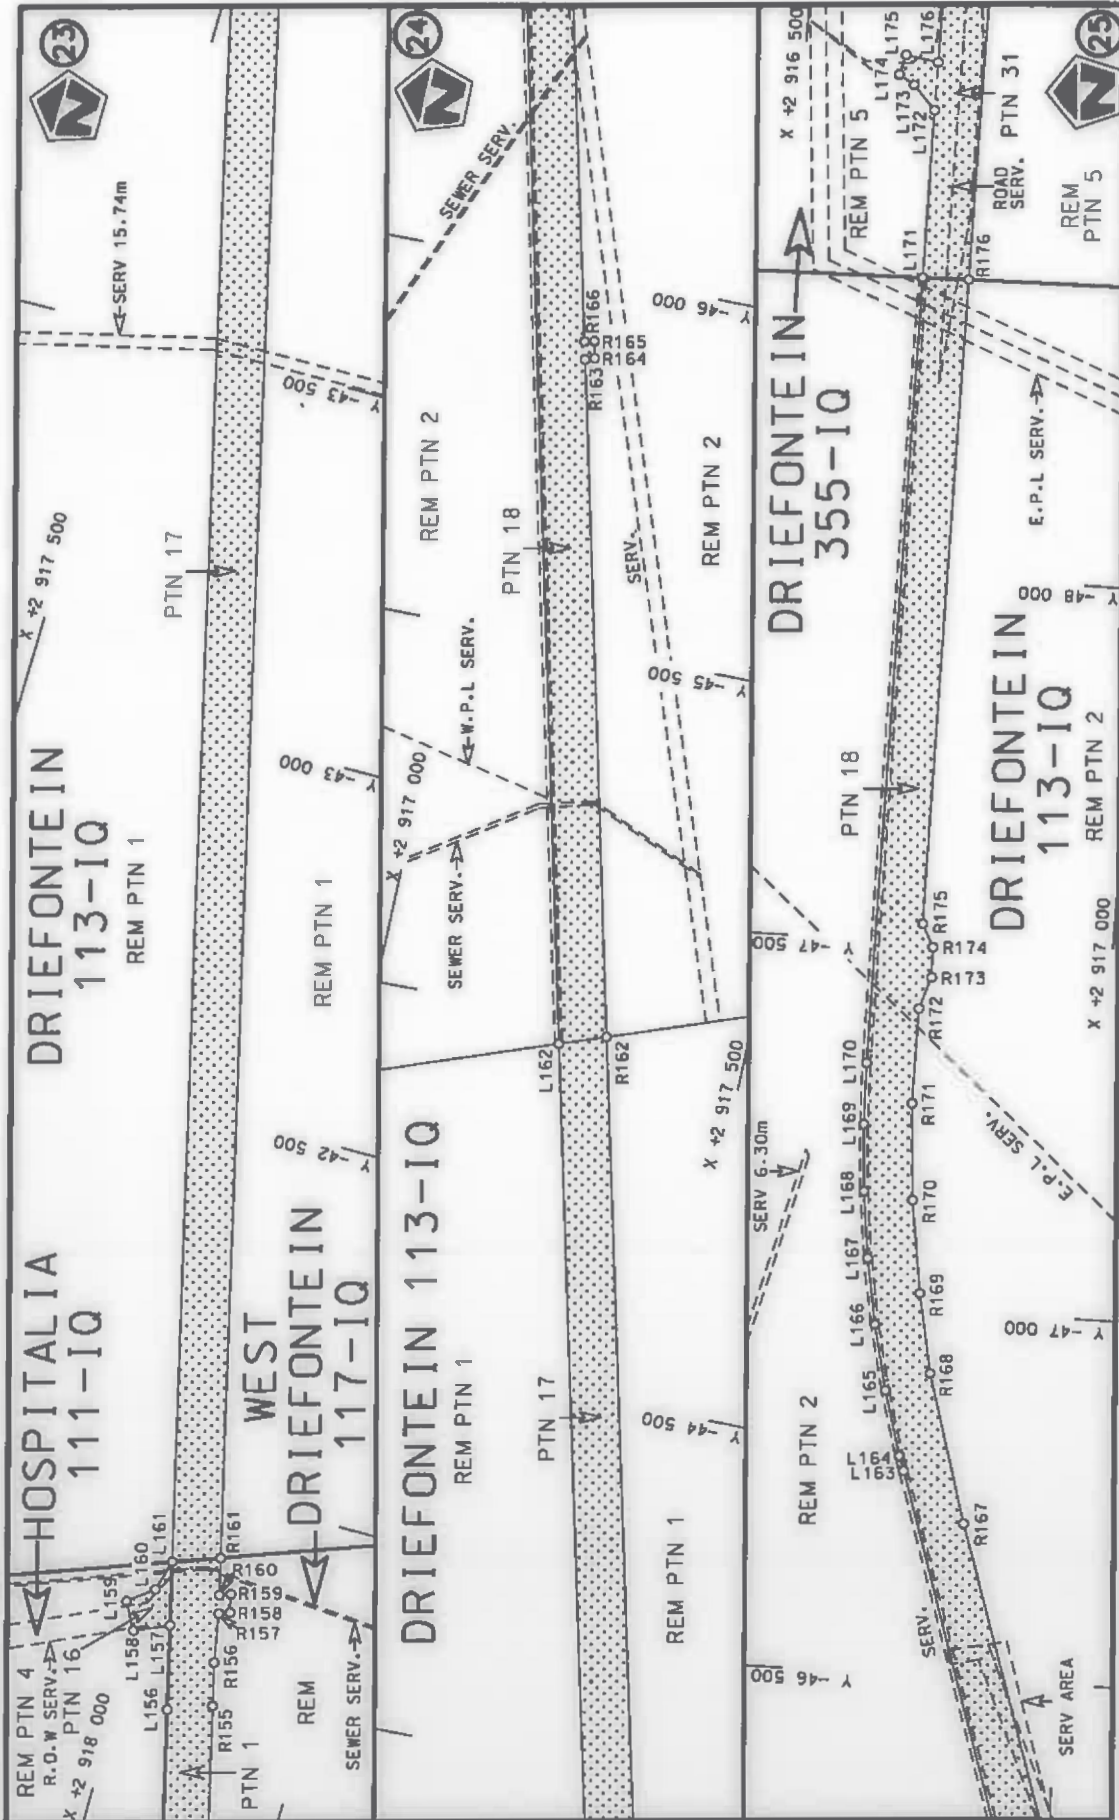 23
N
HOSPITALIA
111-IQ
DRIEFONTEIN
113-IQ
REM PTN 1
X +2 917 500
SERV 15.74m
REM PTN 4
R.O.W SERV.
PTN 16
X +2 918 000
L156
L157
L158
L159
L160
L161
PTN 17
PTN 1
R155
R156
R157
R158
R159
R160
R161
REM
SEWER SERV.
WEST
DRIEFONTEIN
117-IQ
REM PTN 1
Y -42 500
Y -43 000
Y -43 500
24
N
DRIEFONTEIN 113-IQ
REM PTN 1
PTN 17
REM PTN 1
Y -44 500
L162
R162
X +2 917 500
X +2 917 000
SEWER SERV.
W.P.L SERV.
REM PTN 2
PTN 18
SEWER SERV.
SERV.
R163
R164
R165
R166
REM PTN 2
Y -45 500
Y -46 000
25
N
REM PTN 2
SERV 6.30m
L163
L164
L165
L166
L167
L168
L169
L170
PTN 18
DRIEFONTEIN
355-IQ
X +2 916 500
REM PTN 5
L171
L172
L173
L174
L175
L176
R176
ROAD
SERV.
PTN 31
REM
PTN 5
SERV.
R167
R168
R169
R170
R171
R172
R173
R174
R175
E.P.L SERV.
E.P.L SERV.
DRIEFONTEIN
113-IQ
REM PTN 2
X +2 917 000
SERV AREA
Y -46 500
Y -47 000
Y -47 500
Y -48 000